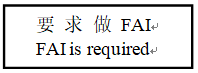 要 求 做 FAI
FAI is required